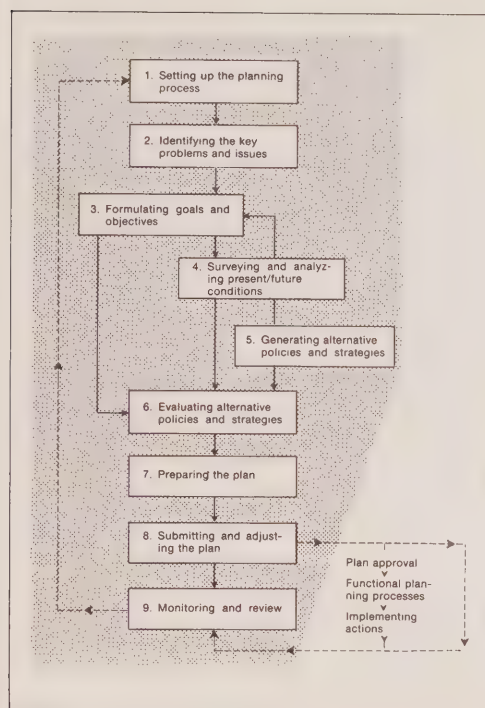 1. Setting up the planning
process
2. Identifying the key
problems and issues
3. Formulating goals and
objectives
4. Surveying and analyz-
ing present/future
conditions
5. Generating alternative
policies and strategies
6. Evaluating alternative
policies and strategies
7. Preparing the plan
8. Submitting and adjust-
ing the plan
Plan approval
Functional plan-
ning processes
Implementing
actions
9. Monitoring and review